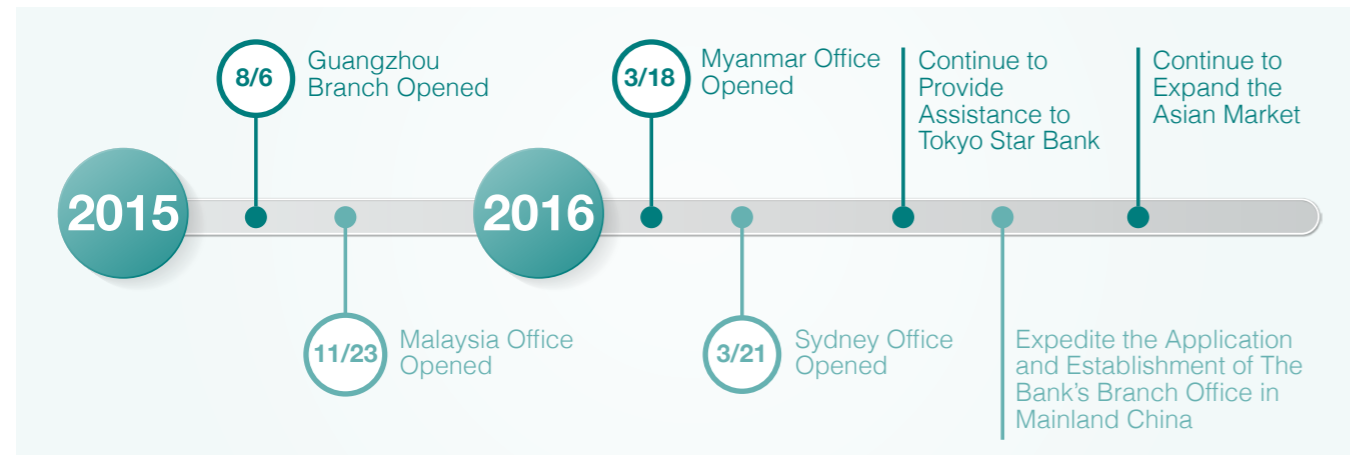 2015
8/6
Guangzhou
Branch Opened
11/23
Malaysia Office
Opened
2016
3/18
Myanmar Office
Opened
3/21
Sydney Office
Opened
Continue to
Provide
Assistance to
Tokyo Star Bank
Expedite the Application
and Establishment of The
Bank's Branch Office in
Mainland China
Continue to
Expand the
Asian Market